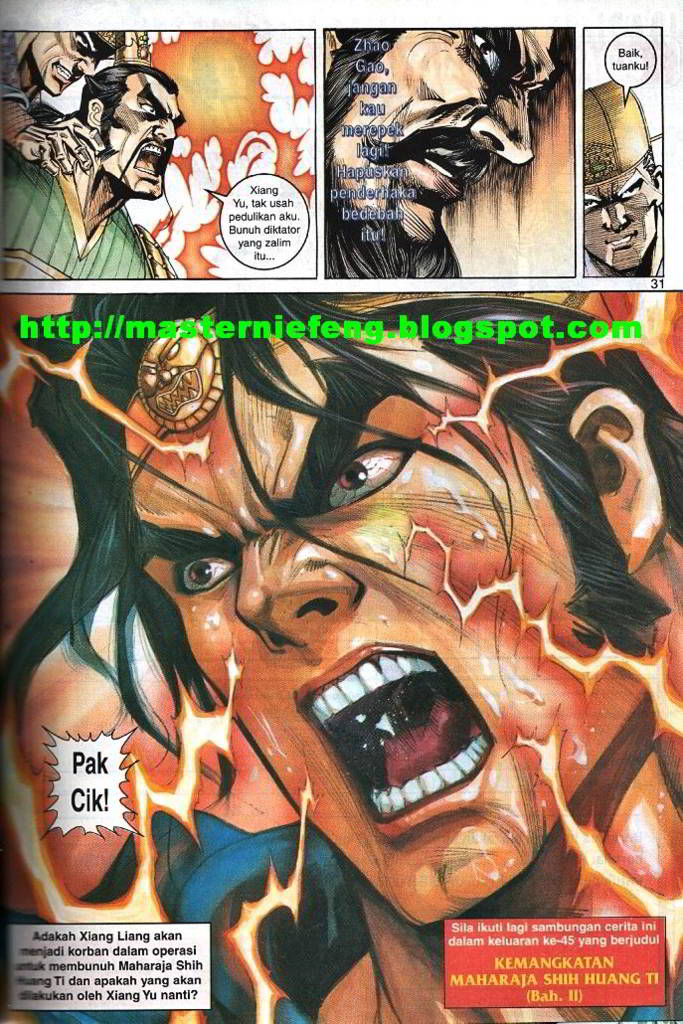 Xiang
Yu, tak usah
pedulikan aku.
Bunuh diktator
yang zalim
itu...
Zhao
Gao,
jangan
kau
merepek
lagi!
Hapuskan
penderhaka
bedebah
itu!
Baik,
tuanku!
31
http://masterniefeng.blogspot.com
Pak
Cik!
Adakah Xiang Liang akan
menjadi korban dalam operasi
untuk membunuh Maharaja Shih
Huang Ti dan apakah yang akan
dilakukan oleh Xiang Yu nanti?
Sila ikuti lagi sambungan cerita ini
dalam keluaran ke-45 yang berjudul
KEMANGKATAN
MAHARAJA SHIH HUANG TI
(Bah. II)